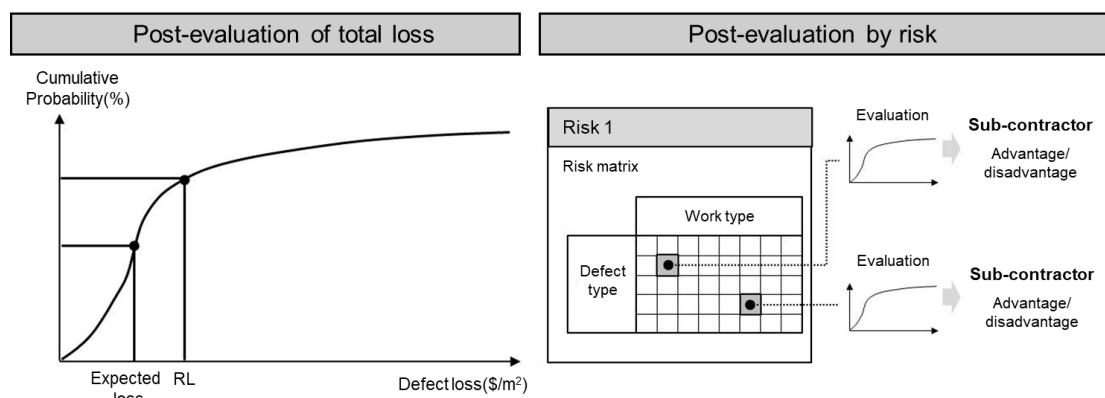 Post-evaluation of total loss
Cumulative
Probability(%)
Expected
loss
RL
Defect loss($/m²)
Post-evaluation by risk
Risk 1
Risk matrix
Work type
Defect
type
Evaluation
Sub-contractor
Advantage/
disadvantage
Evaluation
Sub-contractor
Advantage/
disadvantage